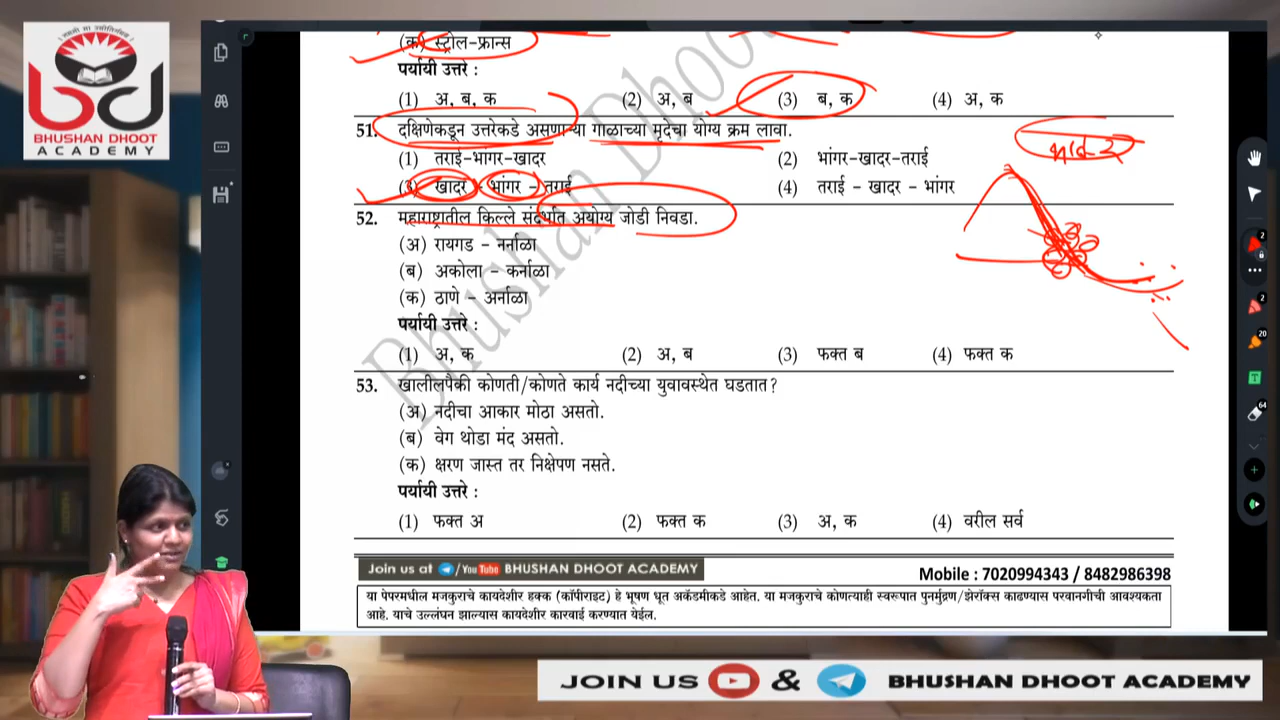 BHUSHAN DHOOT
ACADEMY
(क) स्ट्रोल-फ्रान्स
पर्यायी उत्तरे :
(1) अ, ब, क (2) अ, ब (3) ब, क (4) अ, क
51. दक्षिणेकडून उत्तरेकडे असणाऱ्या गाळाच्या मृदेचा योग्य क्रम लावा.
(1) तराई-भागर-खादर (2) भांगर-खादर-तराई
(3) खादर - भांगर - तराई (4) तराई - खादर - भांगर
52. महाराष्ट्रातील किल्ले संदर्भात अयोग्य जोडी निवडा.
(अ) रायगड - नर्नाळा
(ब) अकोला - कर्नाळा
(क) ठाणे - अर्नाळा
पर्यायी उत्तरे :
(1) अ, क (2) अ, ब (3) फक्त ब (4) फक्त क
53. खालीलपैकी कोणती/कोणते कार्य नदीच्या युवावस्थेत घडतात?
(अ) नदीचा आकार मोठा असतो.
(ब) वेग थोडा मंद असतो.
(क) क्षरण जास्त तर निक्षेपण नसते.
पर्यायी उत्तरे :
(1) फक्त अ (2) फक्त क (3) अ, क (4) वरील सर्व
Join us at / You Tube BHUSHAN DHOOT ACADEMY
Mobile : 7020994343 / 8482986398
या पेपरमधील मजकुराचे कायदेशीर हक्क (कॉपीराइट) हे भूषण धूत अकॅडमीकडे आहेत. या मजकुराचे कोणत्याही स्वरूपात पुनर्मुद्रण/झेरॉक्स काढण्यास परवानगीची आवश्यकता
आहे. याचे उल्लंघन झाल्यास कायदेशीर कारवाई करण्यात येईल.
JOIN US & BHUSHAN DHOOT ACADEMY
Bhushan Dhoot